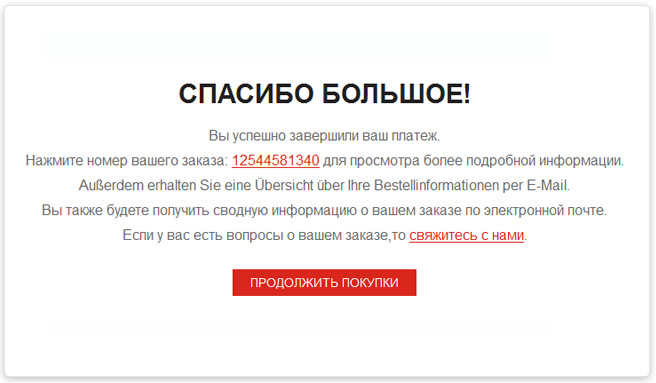 СПАСИБО БОЛЬШОЕ!
Вы успешно завершили ваш платеж.
Нажмите номер вашего заказа: 12544581340 для просмотра более подробной информации.
Außerdem erhalten Sie eine Übersicht über Ihre Bestellinformationen per E-Mail.
Вы также будете получить сводную информацию о вашем заказе по электронной почте.
Если у вас есть вопросы о вашем заказе,то свяжитесь с нами.
ПРОДОЛЖИТЬ ПОКУПКИ